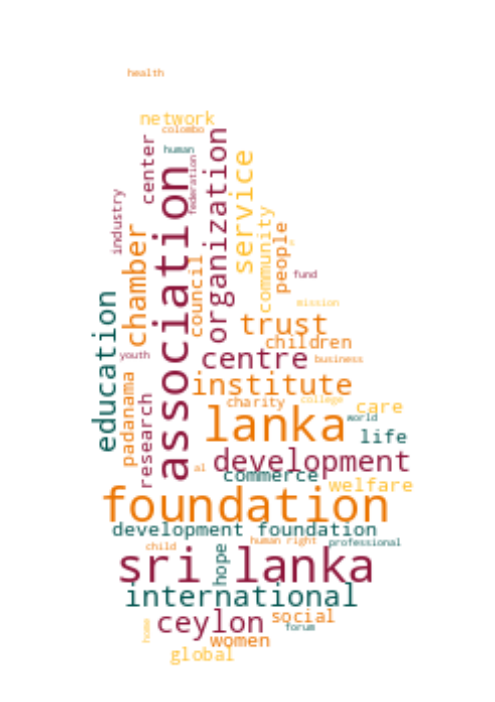 health
network
colombo
human
center
federation
organization
association
service
industry
community
people
chamber
council
fund
education
mission
trust
children
centre
business
youth
institute
padanama
research
charity
college
care
lanka
world
life
al
development
commerce
welfare
foundation
development foundation
human right
professional
child
hope
sri lanka
international
ceylon
social
home
forum
women
global